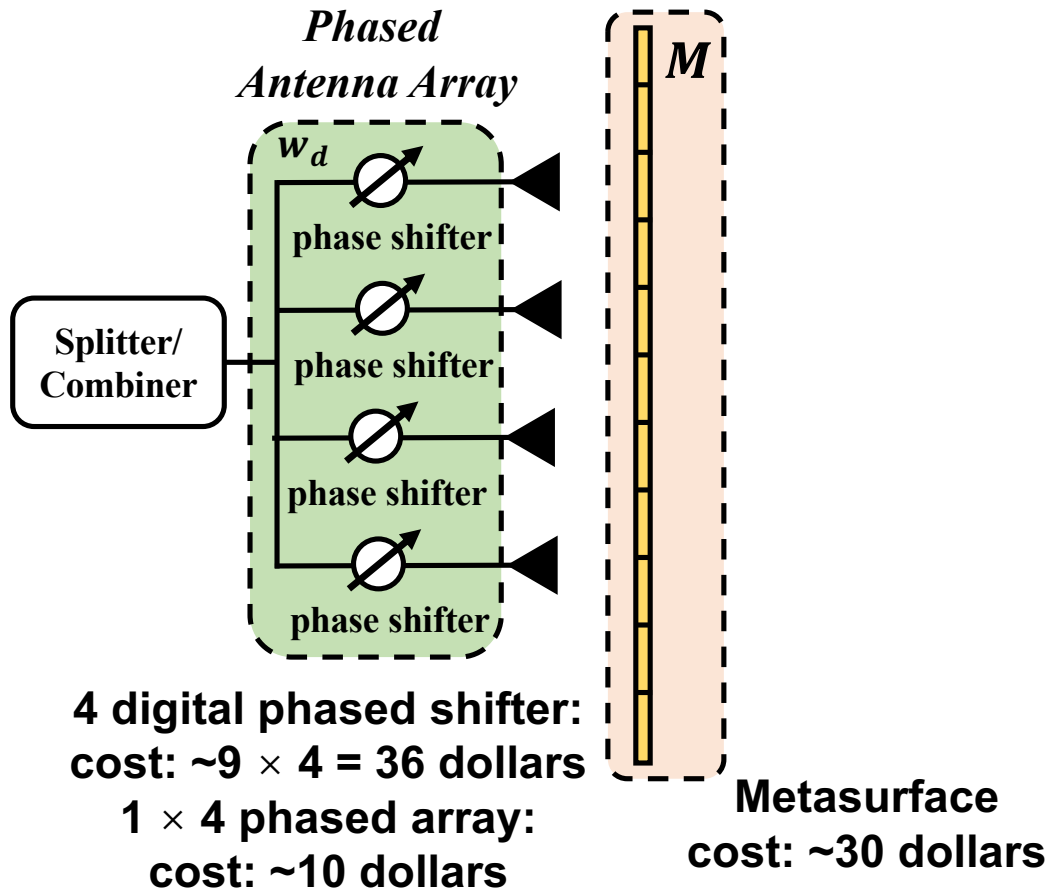 Phased
Antenna Array
w_d
phase shifter
phase shifter
phase shifter
phase shifter
Splitter/
Combiner
M
4 digital phased shifter:
cost: ~9 × 4 = 36 dollars
1 × 4 phased array:
cost: ~10 dollars
Metasurface
cost: ~30 dollars